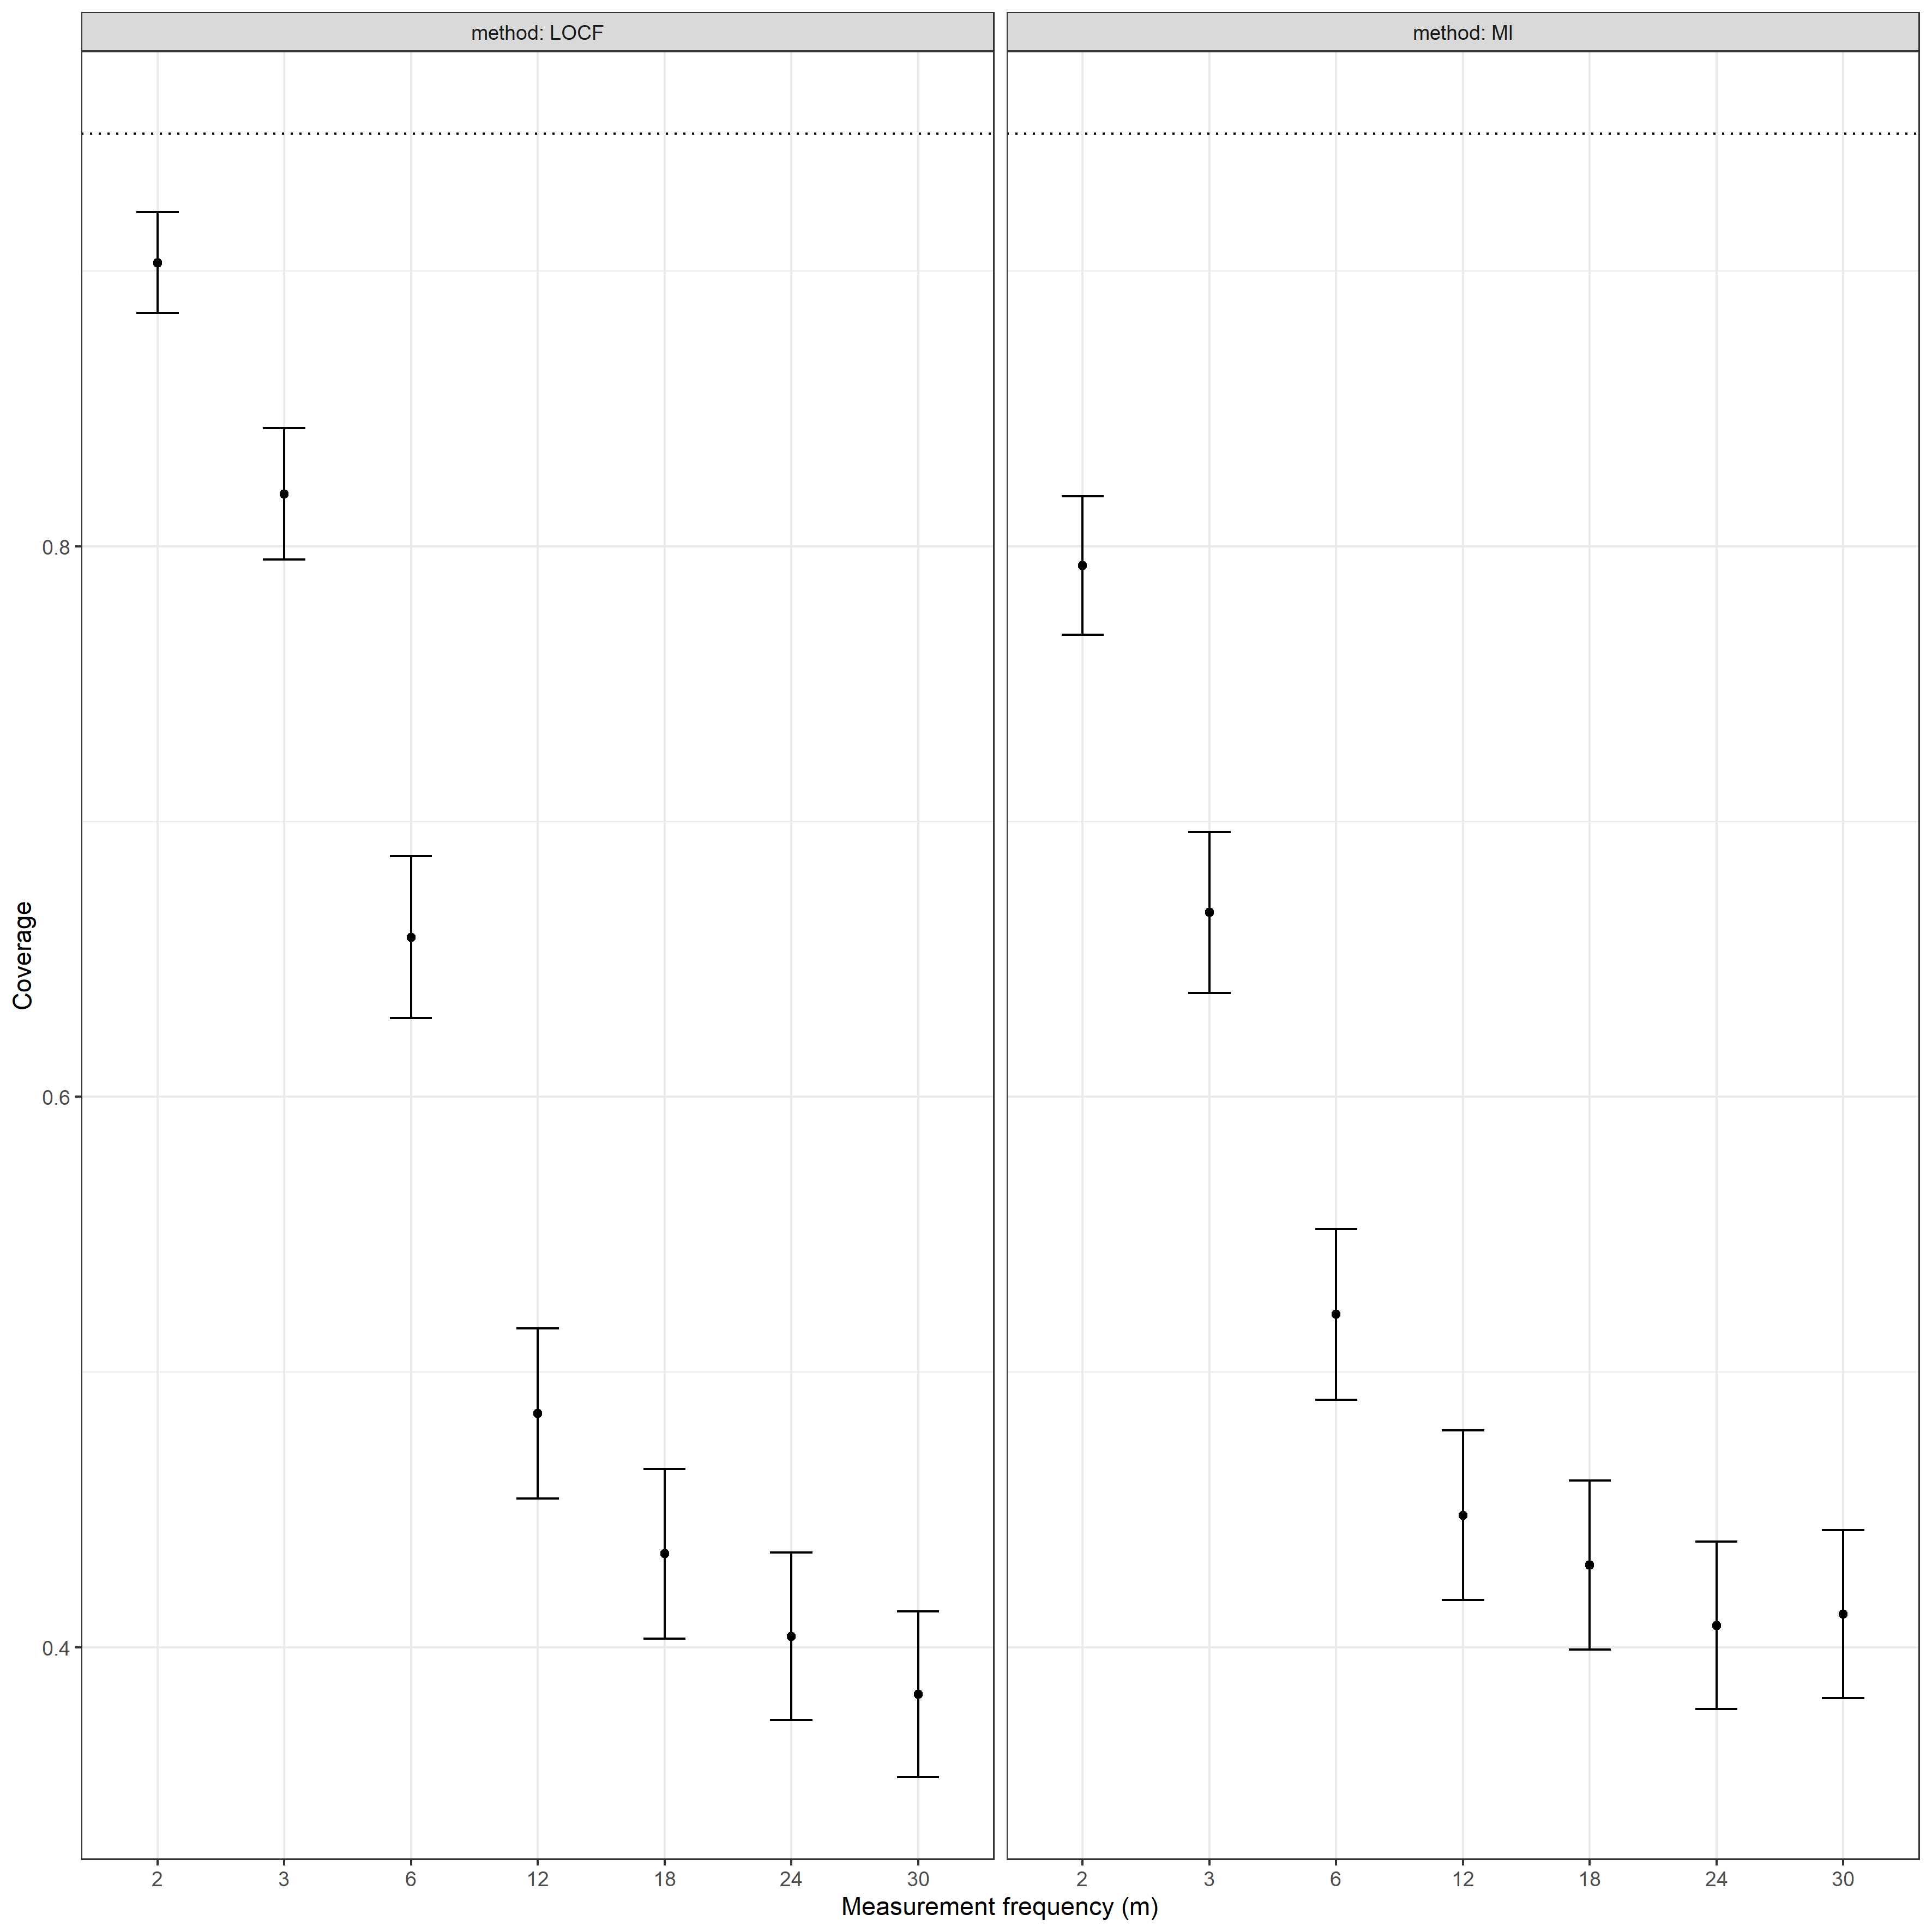 method: LOCF
method: MI
Coverage
0.8
0.6
0.4
2 3 6 12 18 24 30
2 3 6 12 18 24 30
Measurement frequency (m)